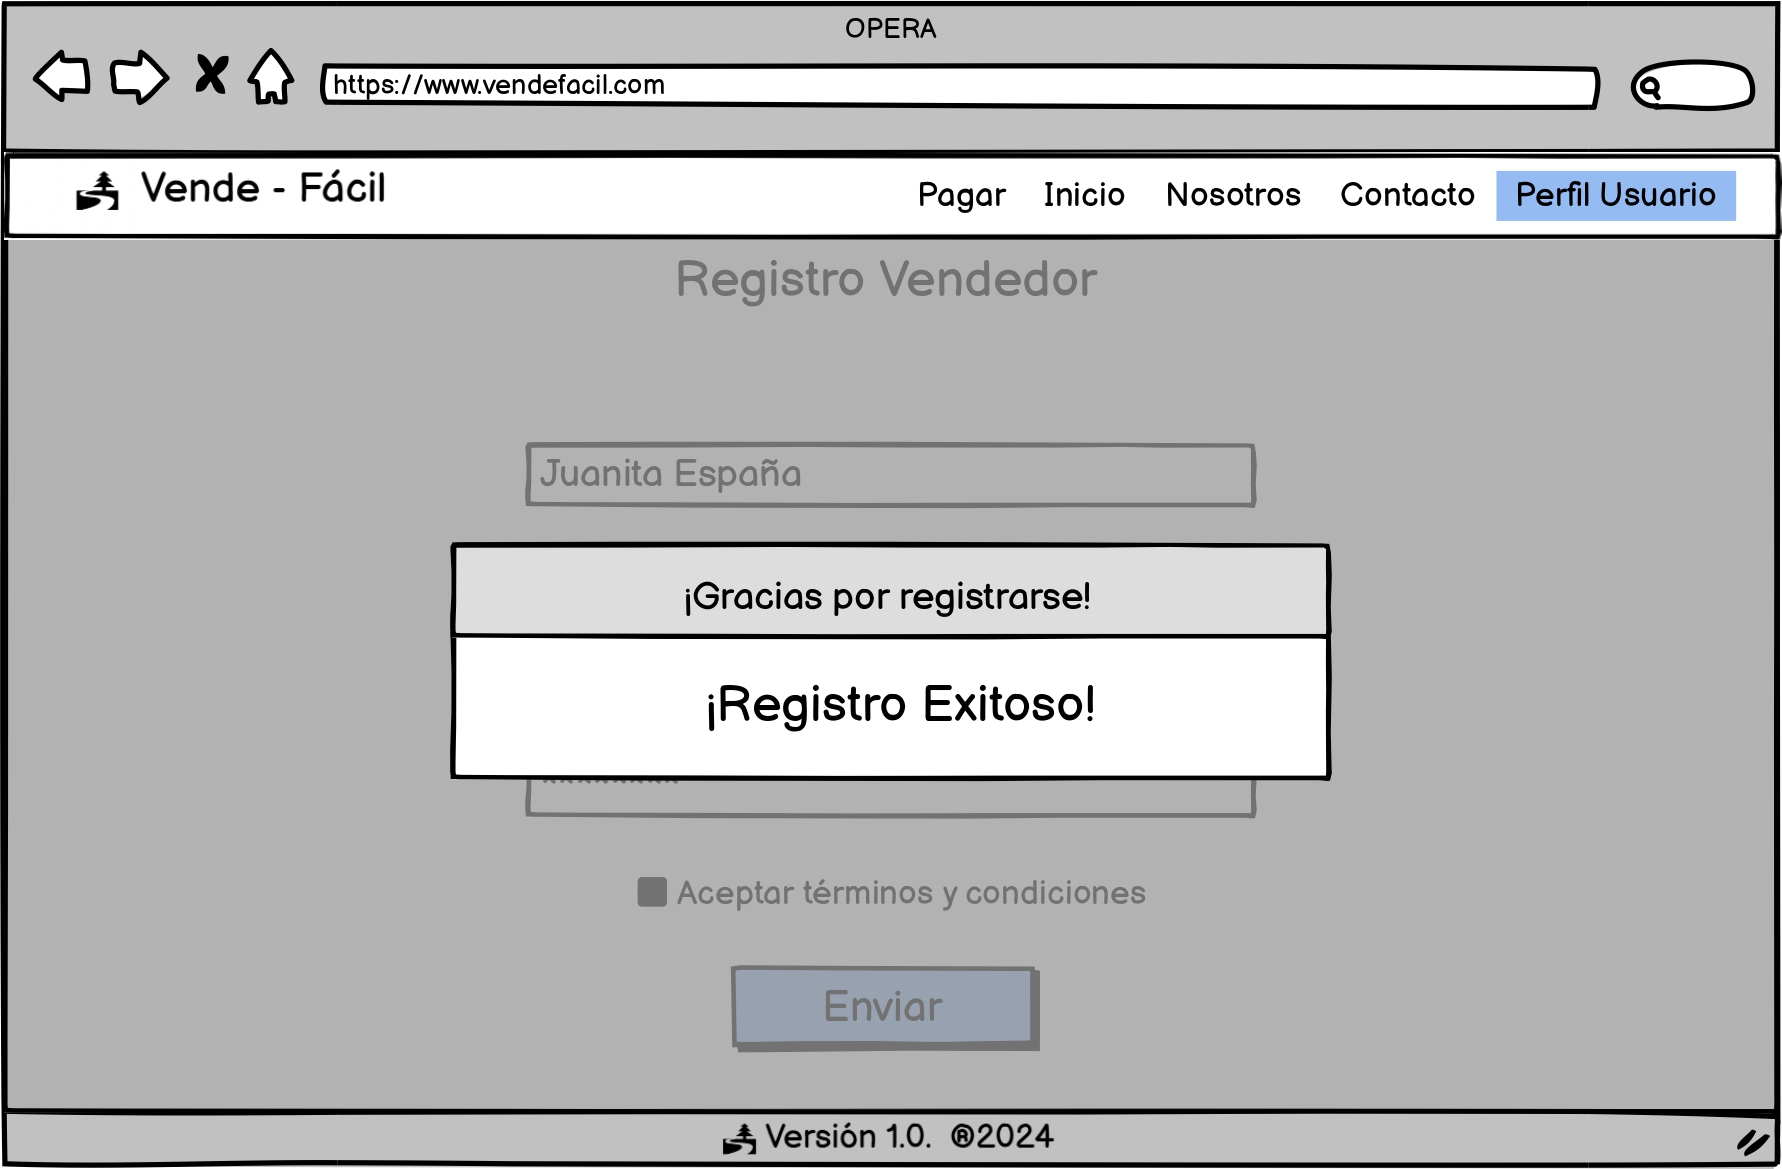 OPERA
https://www.vendefacil.com
Vende - Fácil
Pagar Inicio Nosotros Contacto Perfil Usuario
Registro Vendedor
Juanita España
¡Gracias por registrarse!
¡Registro Exitoso!
Aceptar términos y condiciones
Enviar
Versión 1.0. ®2024